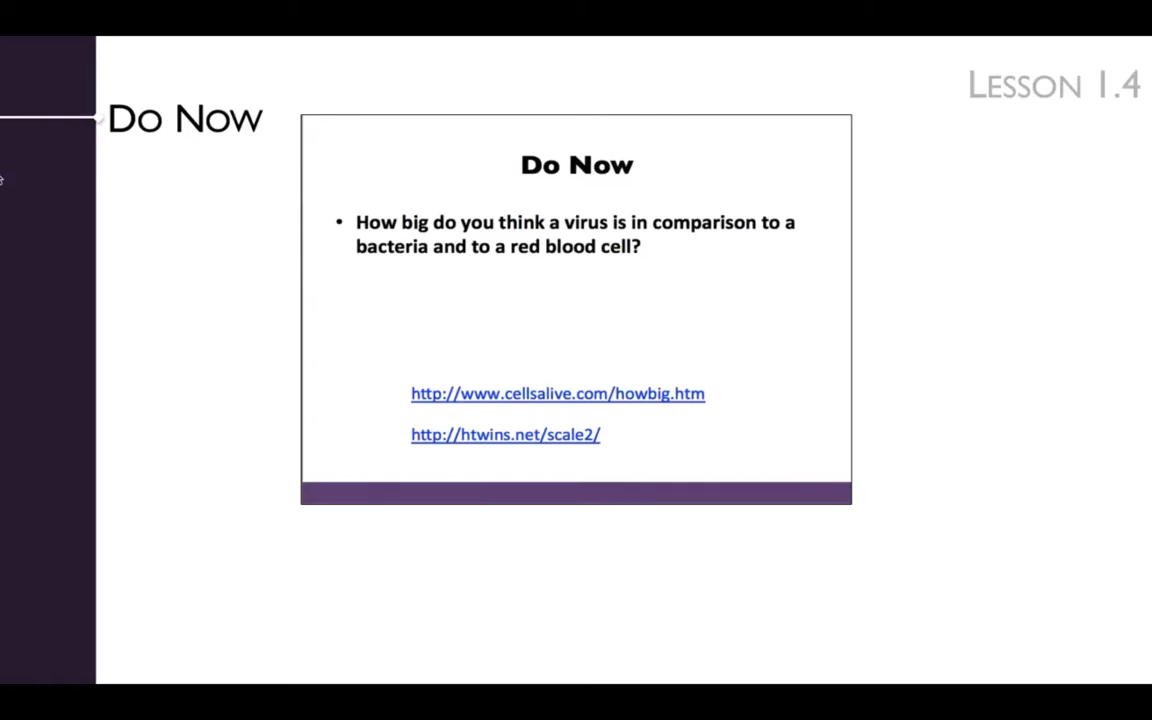 LESSON 1.4
Do Now
Do Now
• How big do you think a virus is in comparison to a
bacteria and to a red blood cell?
http://www.cellsalive.com/howbig.htm
http://htwins.net/scale2/